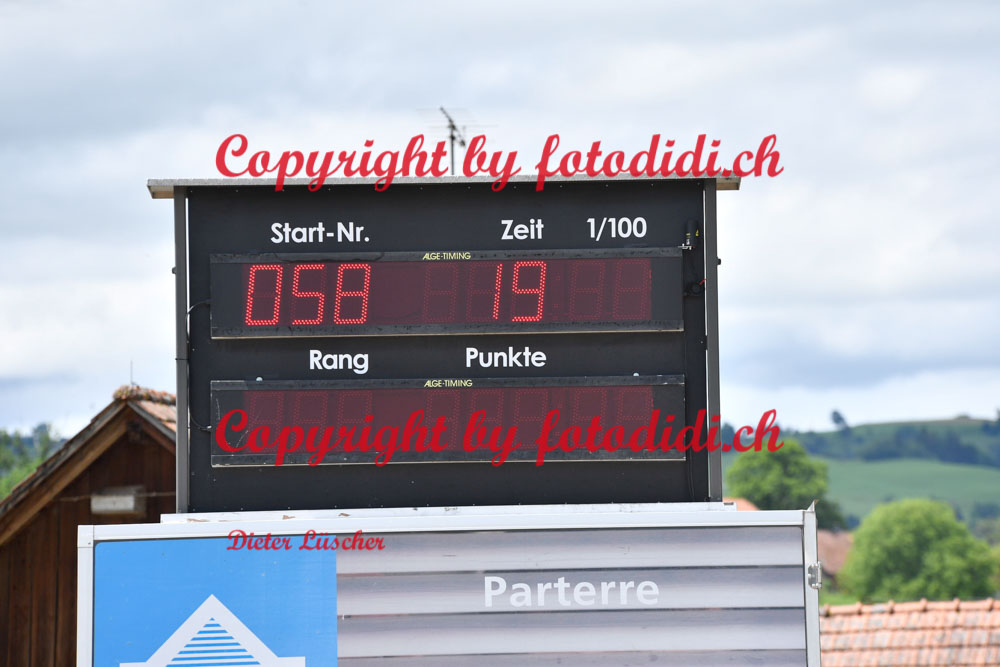 Copyright by fotodidi.ch
Start-Nr. Zeit 1/100
ALGE-TIMING
058 19
Rang Punkte
ALGE-TIMING
Copyright by fotodidi.ch
Dieter Luscher
Parterre